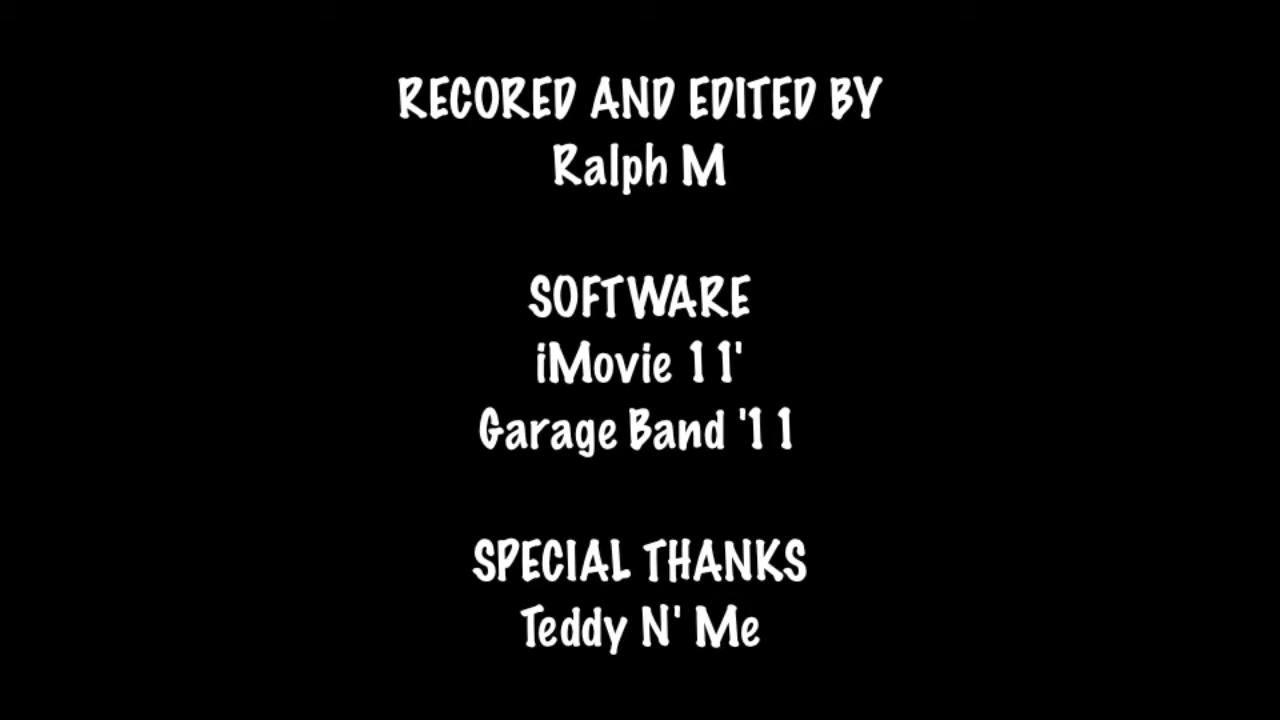 RECORED AND EDITED BY
Ralph M
SOFTWARE
iMovie 11'
Garage Band '11
SPECIAL THANKS
Teddy N' Me